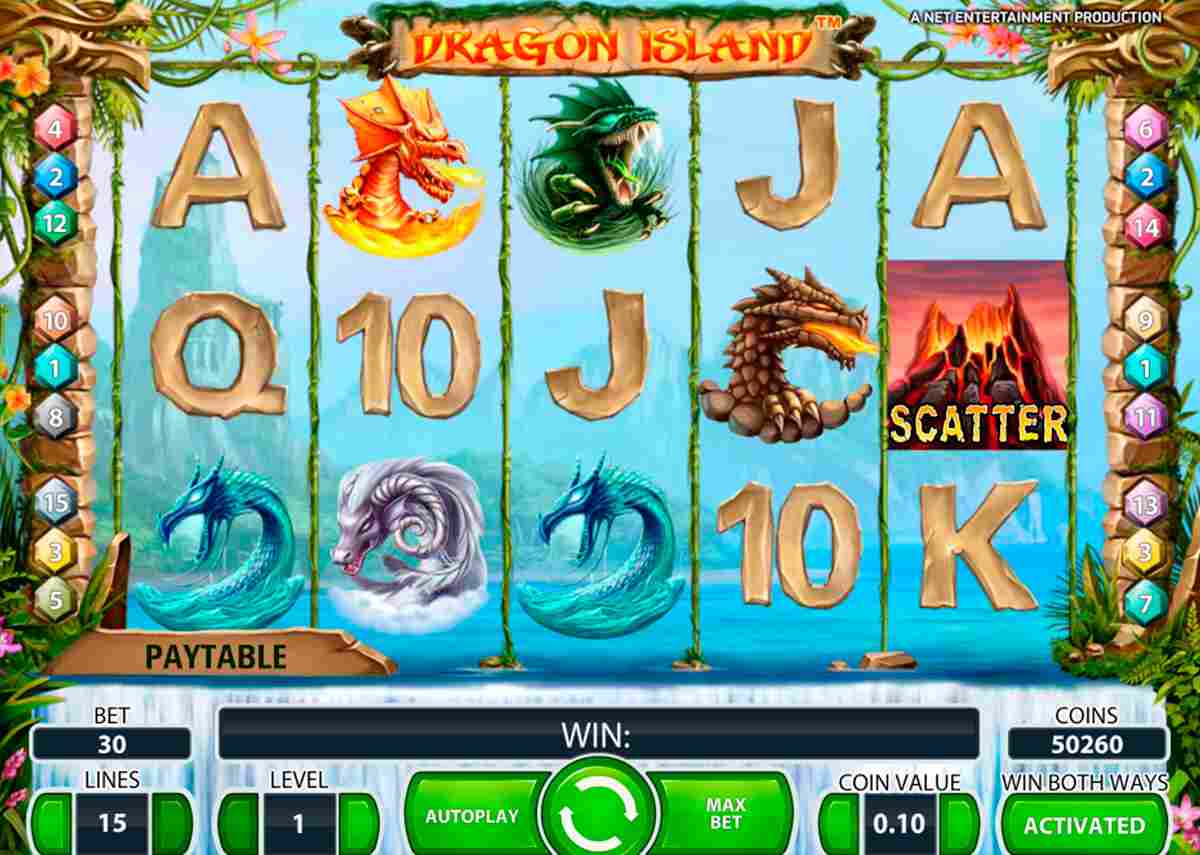 A NET ENTERTAINMENT PRODUCTION
DRAGON ISLAND™
A J A
4 6
2 2
12 14
Q 10 J
10 9
1 1
8 11
SCATTER
15 13
10 K
3 3
5 7
PAYTABLE
BET COINS
30 WIN: 50260
LINES LEVEL COIN VALUE WIN BOTH WAYS
15 1 AUTOPLAY MAX BET 0.10 ACTIVATED